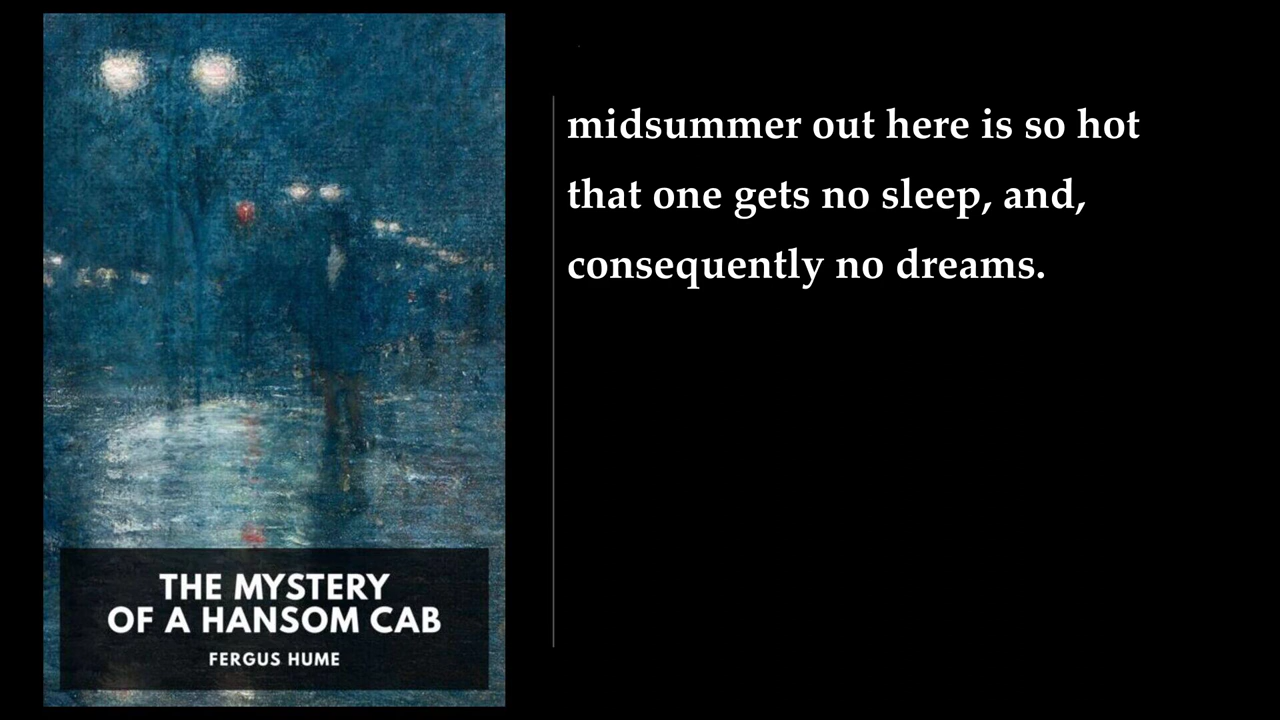 midsummer out here is so hot
that one gets no sleep, and,
consequently no dreams.
THE MYSTERY
OF A HANSOM CAB
FERGUS HUME